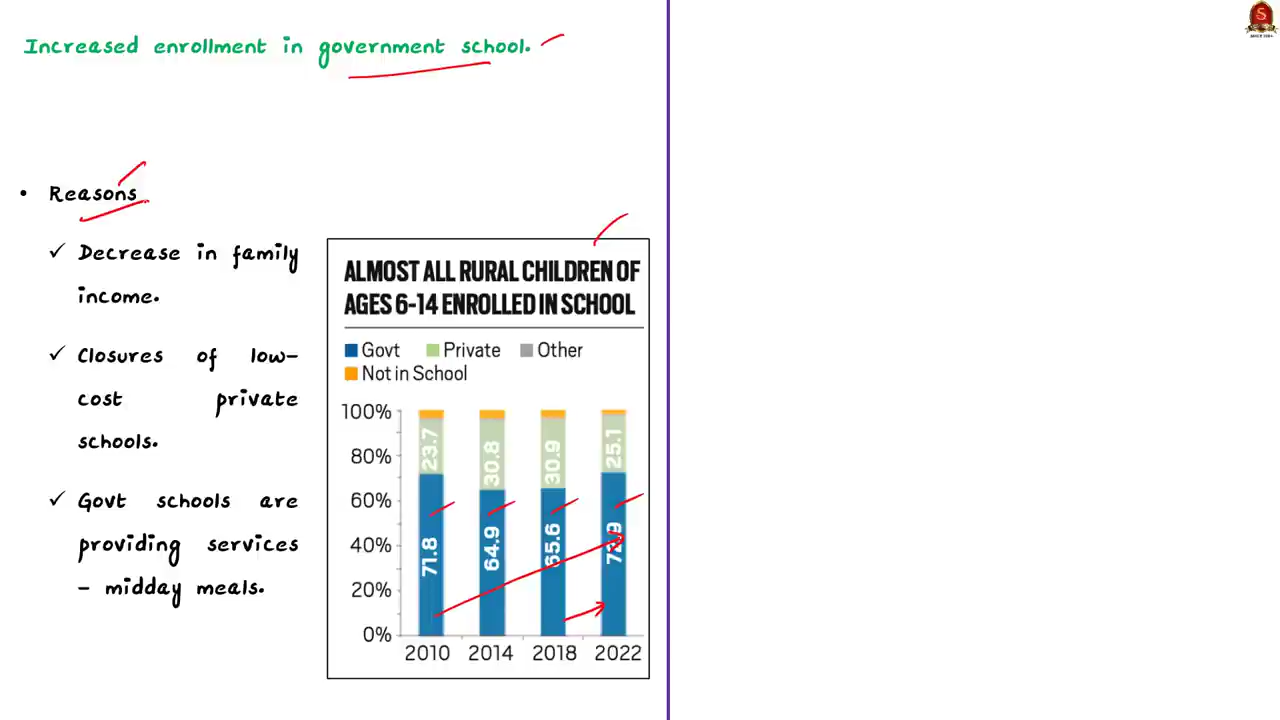 Increased enrollment in government school.
• Reasons
✓ Decrease in family
income.
✓ Closures of low-
cost private
schools.
✓ Govt schools are
providing services
- midday meals.
ALMOST ALL RURAL CHILDREN OF
AGES 6-14 ENROLLED IN SCHOOL
Govt Private Other
Not in School
100%
80%
60%
40%
20%
0%
23.7 30.8 30.9 25.1
71.8 64.9 65.6
2010 2014 2018 2022
S